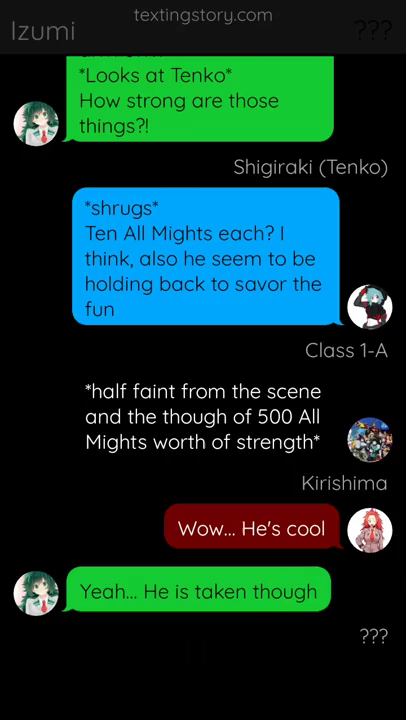 textingstory.com
Izumi
???
*Looks at Tenko*
How strong are those
things?!
Shigiraki (Tenko)
*shrugs*
Ten All Mights each? I
think, also he seem to be
holding back to savor the
fun
Class 1-A
*half faint from the scene
and the though of 500 All
Mights worth of strength*
Kirishima
Wow... He's cool
Yeah... He is taken though
???